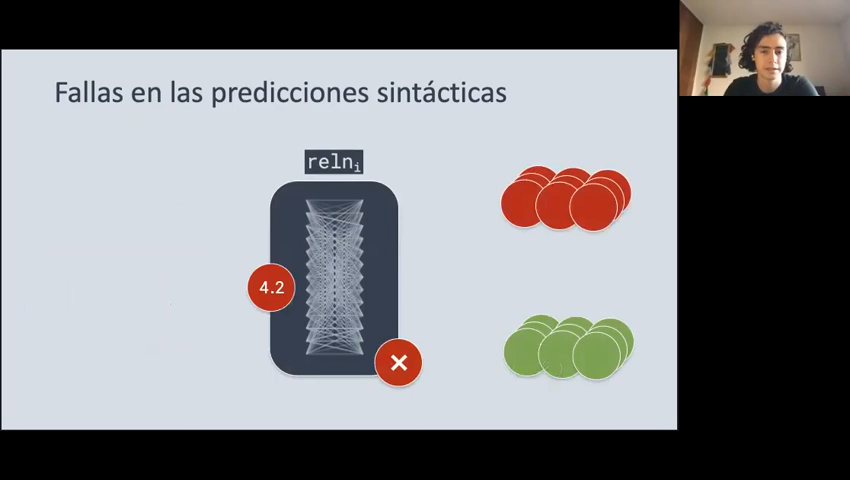 Fallas en las predicciones sintácticas
relnᵢ
4.2